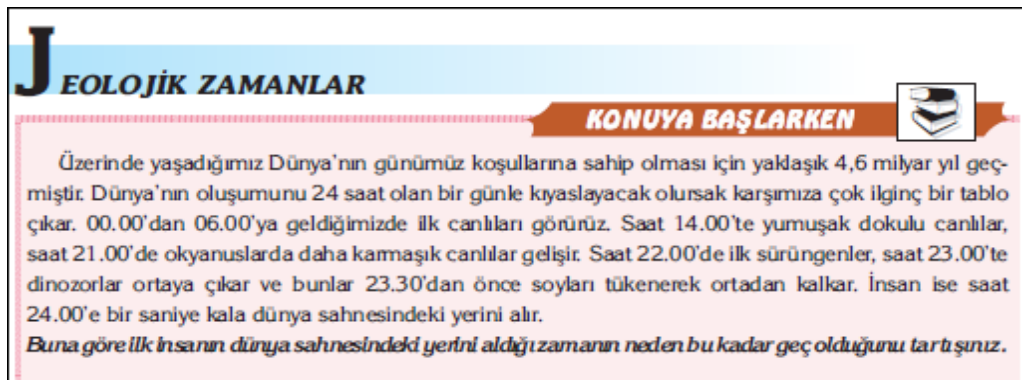 JEOLOJİK ZAMANLAR
KONUYA BAŞLARKEN
Üzerinde yaşadığımız Dünya'nın günümüz koşullarına sahip olması için yaklaşık 4,6 milyar yıl geç-
miştir. Dünya'nın oluşumunu 24 saat olan bir günle kıyaslayacak olursak karşımıza çok ilginç bir tablo
çıkar. 00.00'dan 06.00'ya geldiğimizde ilk canlıları görürüz. Saat 14.00'te yumuşak dokulu canlılar,
saat 21.00'de okyanuslarda daha karmaşık canlılar gelişir. Saat 22.00'de ilk sürüngenler, saat 23.00'te
dinozorlar ortaya çıkar ve bunlar 23.30'dan önce soyları tükenerek ortadan kalkar. İnsan ise saat
24.00'e bir saniye kala dünya sahnesindeki yerini alır.
Buna göre ilk insanın dünya sahnesindeki yerini aldığı zamanın neden bu kadar geç olduğunu tartışınız.